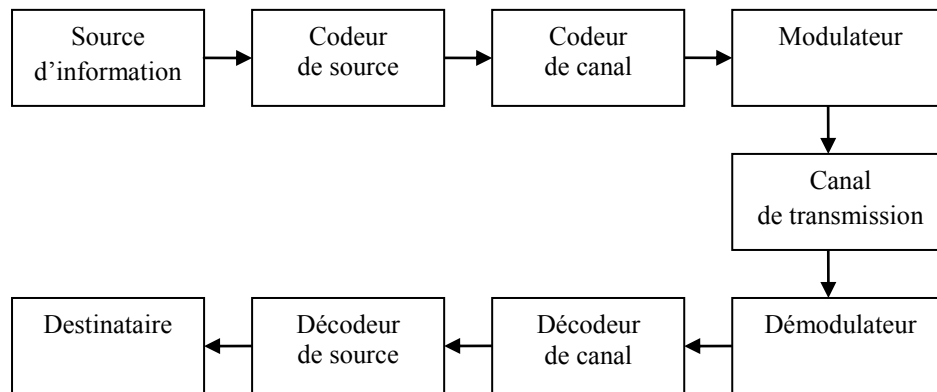 Source
d’information
Codeur
de source
Codeur
de canal
Modulateur
Canal
de transmission
Destinataire
Décodeur
de source
Décodeur
de canal
Démodulateur